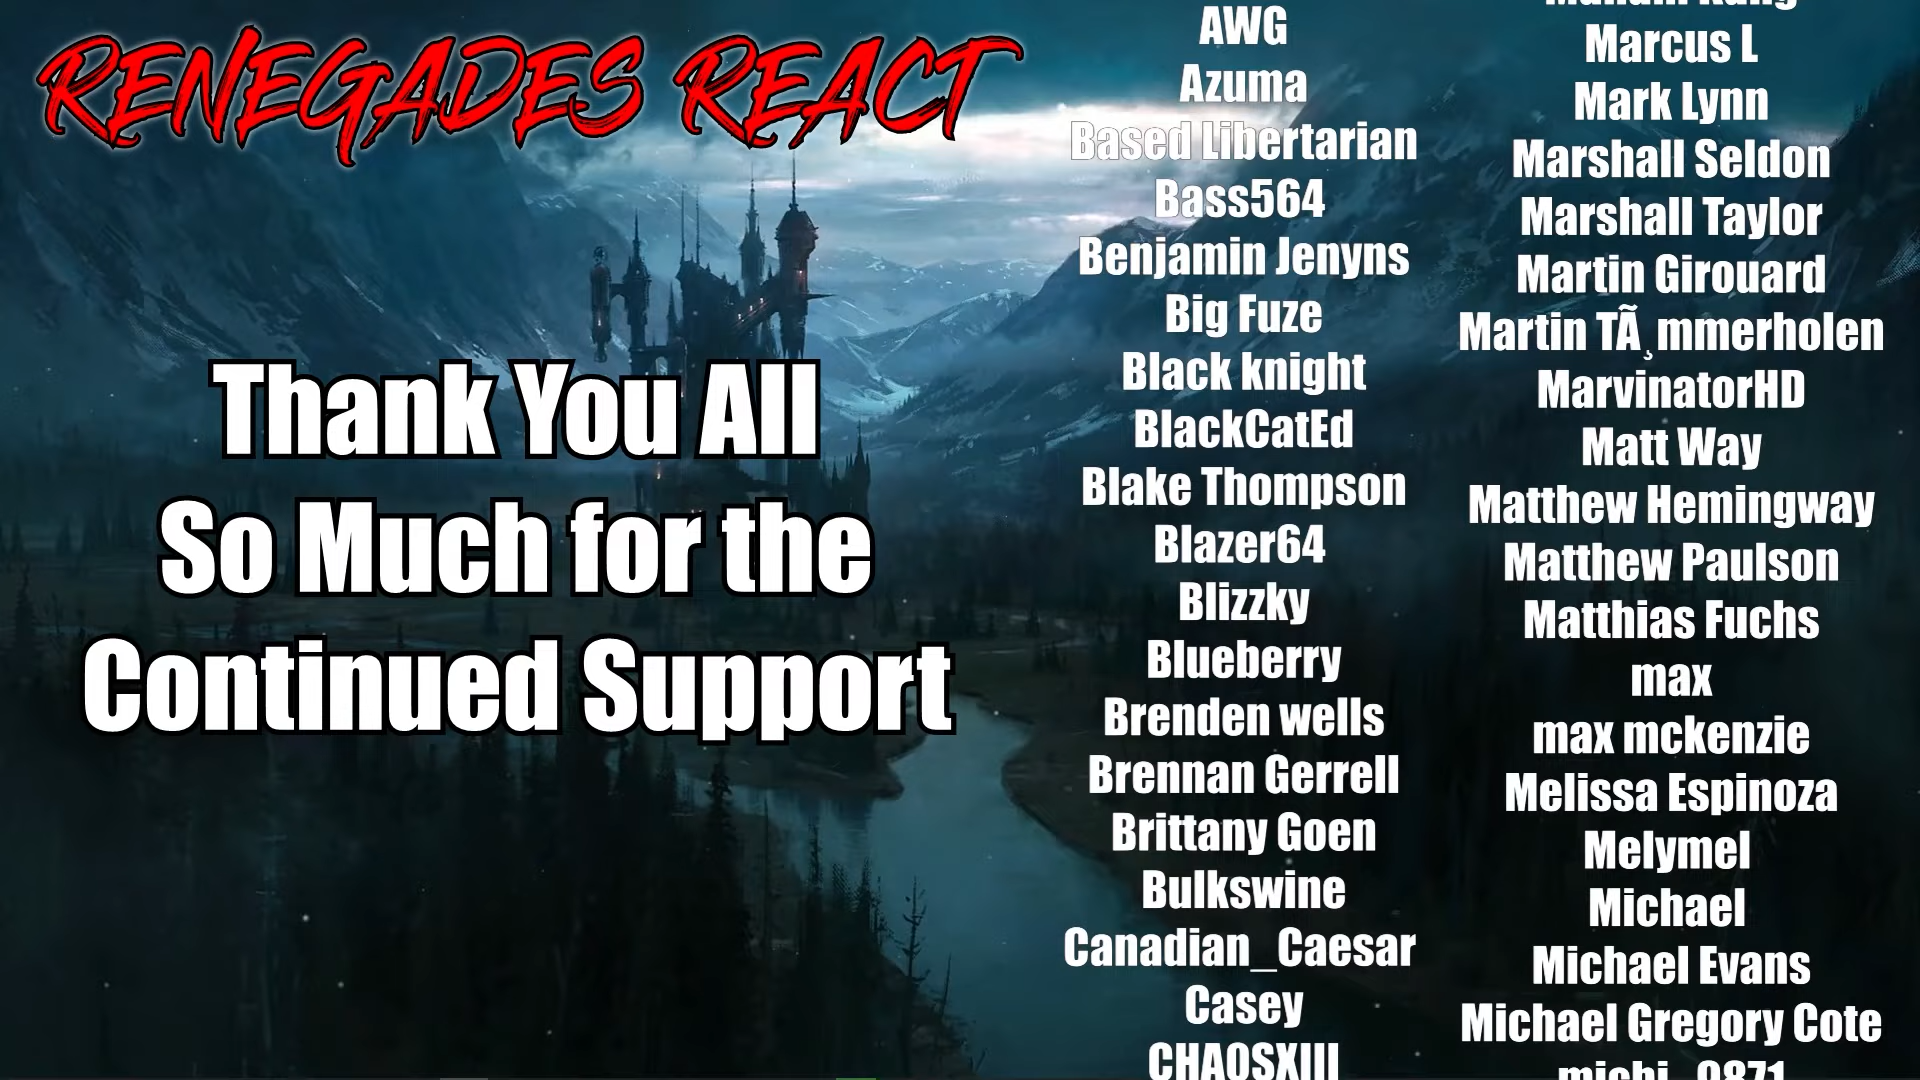 RENEGADES REACT
Thank You All
So Much for the
Continued Support
AWG
Azuma
Based Libertarian
Bass564
Benjamin Jenyns
Big Fuze
Black knight
BlackCatEd
Blake Thompson
Blazer64
Blizzky
Blueberry
Brenden wells
Brennan Gerrell
Brittany Goen
Bulkswine
Canadian_Caesar
Casey
CHAOSXIII
Marcus L
Mark Lynn
Marshall Seldon
Marshall Taylor
Martin Girouard
Martin TÃ¸mmerholen
MarvinatorHD
Matt Way
Matthew Hemingway
Matthew Paulson
Matthias Fuchs
max
max mckenzie
Melissa Espinoza
Melymel
Michael
Michael Evans
Michael Gregory Cote
michi_9871